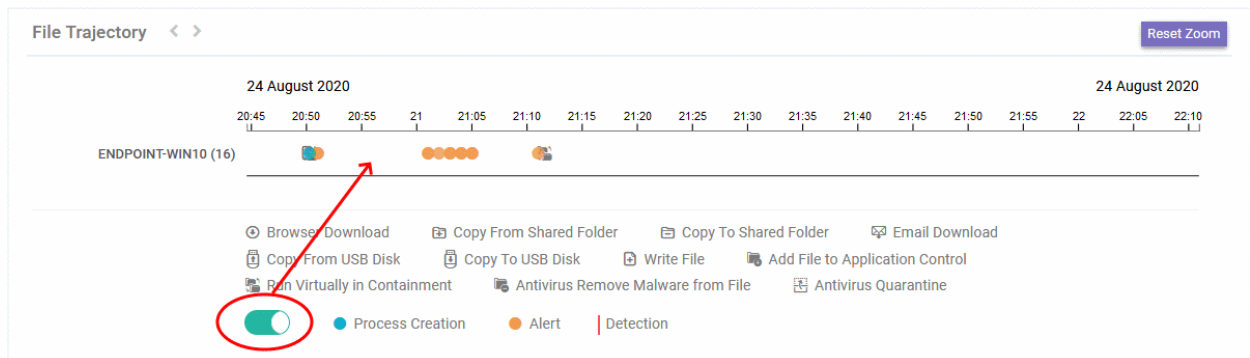 File Trajectory < >
Reset Zoom
24 August 2020 24 August 2020
20:45 20:50 20:55 21 21:05 21:10 21:15 21:20 21:25 21:30 21:35 21:40 21:45 21:50 21:55 22 22:05 22:10
ENDPOINT-WIN10 (16)
Browser Download Copy From Shared Folder Copy To Shared Folder Email Download
Copy From USB Disk Copy To USB Disk Write File Add File to Application Control
Run Virtually in Containment Antivirus Remove Malware from File Antivirus Quarantine
Process Creation Alert Detection